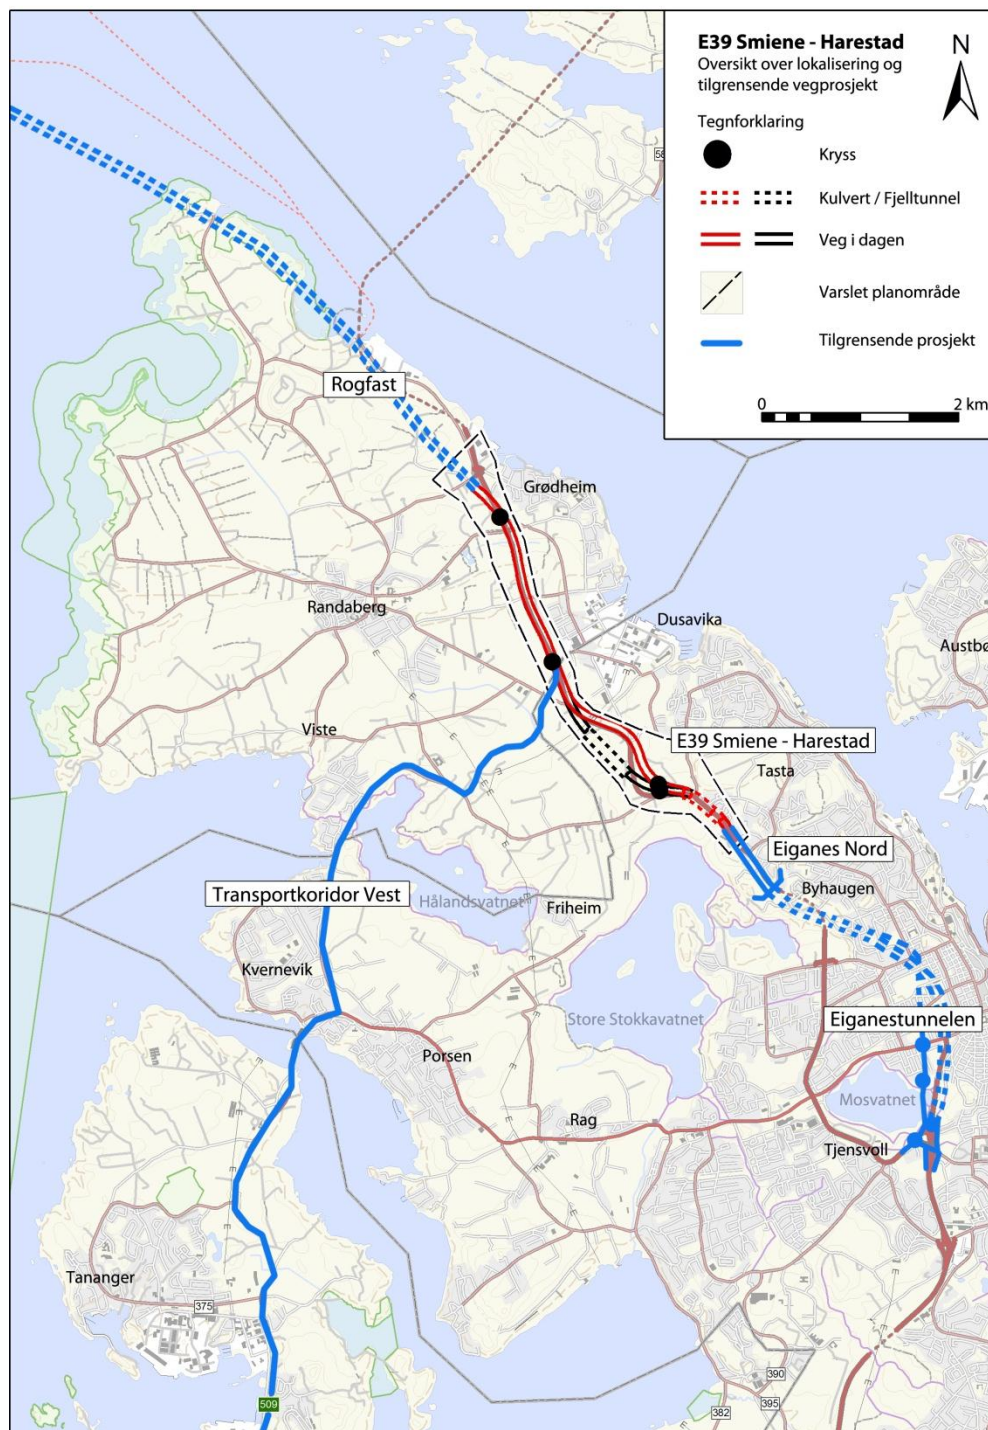 E39 Smiene - Harestad
Oversikt over lokalisering og
tilgrensende vegprosjekt
N
Tegnforklaring
Kryss
Kulvert / Fjelltunnel
Veg i dagen
Varslet planområde
Tilgrensende prosjekt
0
2 km
Rogfast
Grødheim
Randaberg
Dusavika
Austbø
Viste
E39 Smiene - Harestad
Tasta
Eiganes Nord
Byhaugen
Transportkoridor Vest
Hålandsvatnet
Friheim
Kvernevik
Store Stokkavatnet
Eiganestunnelen
Porsen
Mosvatnet
Rag
Tjensvoll
Tananger
375
509
390
395
382